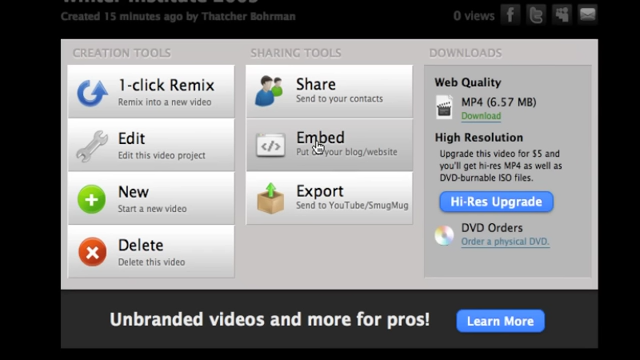 Winter Institute 2009
Created 15 minutes ago by Thatcher Bohrman
0 views
CREATION TOOLS
1-click Remix
Remix into a new video
Edit
Edit this video project
New
Start a new video
Delete
Delete this video
SHARING TOOLS
Share
Send to your contacts
Embed
Put on your blog/website
Export
Send to YouTube/SmugMug
DOWNLOADS
Web Quality
MP4 (6.57 MB)
Download
High Resolution
Upgrade this video for $5 and
you'll get hi-res MP4 as well as
DVD-burnable ISO files.
Hi-Res Upgrade
DVD Orders
Order a physical DVD.
Unbranded videos and more for pros!
Learn More